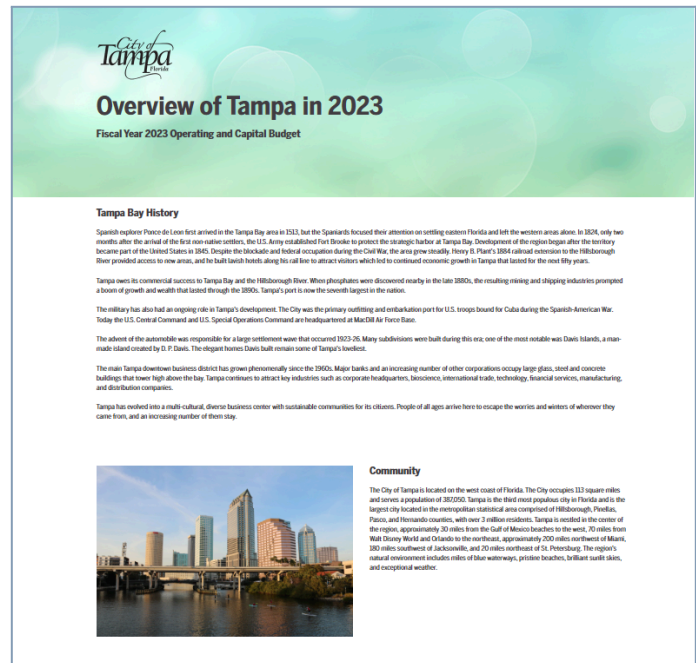 City of
Tampa
Florida
Overview of Tampa in 2023
Fiscal Year 2023 Operating and Capital Budget
Tampa Bay History
Spanish explorer Ponce de Leon first arrived in the Tampa Bay area in 1513, but the Spaniards focused their attention on settling eastern Florida and left the western areas alone. In 1824, only two
months after the arrival of the first non-native settlers, the U.S. Army established Fort Brooke to protect the strategic harbor at Tampa Bay. Development of the region began after the territory
became part of the United States in 1845. Despite the blockade and federal occupation during the Civil War, the area grew steadily. Henry B. Plant's 1884 railroad extension to the Hillsborough
River provided access to new areas, and he built lavish hotels along his rail line to attract visitors which led to continued economic growth in Tampa that lasted for the next fifty years.
Tampa owes its commercial success to Tampa Bay and the Hillsborough River. When phosphates were discovered nearby in the late 1880s, the resulting mining and shipping industries prompted
a boom of growth and wealth that lasted through the 1890s. Tampa's port is now the seventh largest in the nation.
The military has also had an ongoing role in Tampa's development. The City was the primary outfitting and embarkation port for U.S. troops bound for Cuba during the Spanish-American War.
Today the U.S. Central Command and U.S. Special Operations Command are headquartered at MacDill Air Force Base.
The advent of the automobile was responsible for a large settlement wave that occurred 1923-26. Many subdivisions were built during this era; one of the most notable was Davis Islands, a man-
made island created by D. P. Davis. The elegant homes Davis built remain some of Tampa's loveliest.
The main Tampa downtown business district has grown phenomenally since the 1960s. Major banks and an increasing number of other corporations occupy large glass, steel and concrete
buildings that tower high above the bay. Tampa continues to attract key industries such as corporate headquarters, bioscience, international trade, technology, financial services, manufacturing,
and distribution companies.
Tampa has evolved into a multi-cultural, diverse business center with sustainable communities for its citizens. People of all ages arrive here to escape the worries and winters of wherever they
came from, and an increasing number of them stay.
Community
The City of Tampa is located on the west coast of Florida. The City occupies 113 square miles
and serves a population of 387,050. Tampa is the third most populous city in Florida and is the
largest city located in the metropolitan statistical area comprised of Hillsborough, Pinellas,
Pasco, and Hernando counties, with over 3 million residents. Tampa is nestled in the center of
the region, approximately 30 miles from the Gulf of Mexico beaches to the west, 70 miles from
Walt Disney World and Orlando to the northeast, approximately 200 miles northwest of Miami,
180 miles southwest of Jacksonville, and 20 miles northeast of St. Petersburg. The region's
natural environment includes miles of blue waterways, pristine beaches, brilliant sunlit skies,
and exceptional weather.